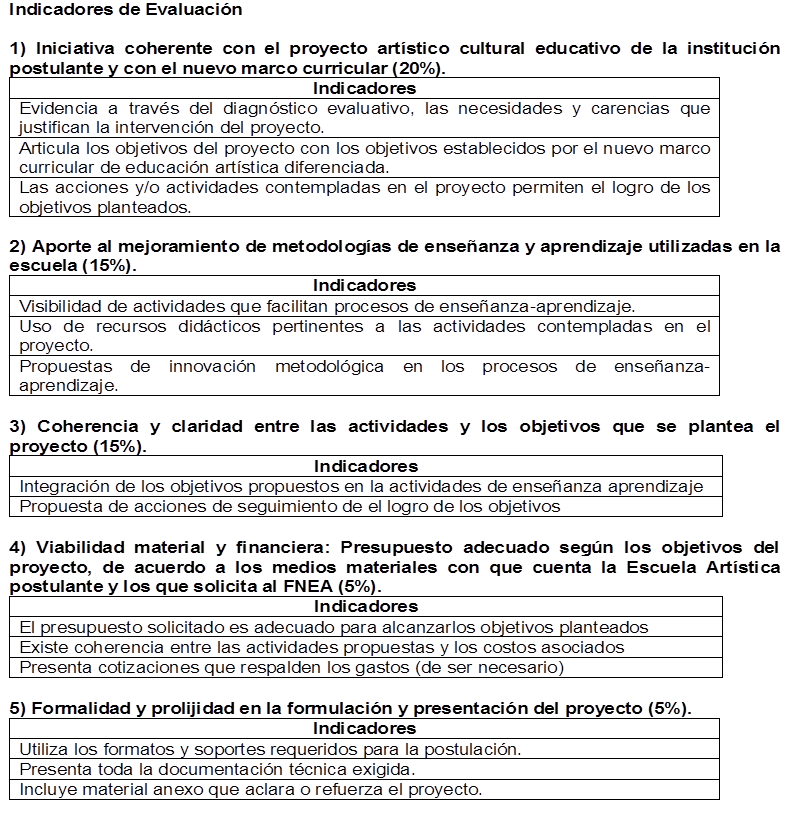 Indicadores de Evaluación
1) Iniciativa coherente con el proyecto artístico cultural educativo de la institución
postulante y con el nuevo marco curricular (20%).
Indicadores
Evidencia a través del diagnóstico evaluativo, las necesidades y carencias que
justifican la intervención del proyecto.
Articula los objetivos del proyecto con los objetivos establecidos por el nuevo marco
curricular de educación artística diferenciada.
Las acciones y/o actividades contempladas en el proyecto permiten el logro de los
objetivos planteados.
2) Aporte al mejoramiento de metodologías de enseñanza y aprendizaje utilizadas en la
escuela (15%).
Indicadores
Visibilidad de actividades que facilitan procesos de enseñanza-aprendizaje.
Uso de recursos didácticos pertinentes a las actividades contempladas en el
proyecto.
Propuestas de innovación metodológica en los procesos de enseñanza-
aprendizaje.
3) Coherencia y claridad entre las actividades y los objetivos que se plantea el
proyecto (15%).
Indicadores
Integración de los objetivos propuestos en la actividades de enseñanza aprendizaje
Propuesta de acciones de seguimiento de el logro de los objetivos
4) Viabilidad material y financiera: Presupuesto adecuado según los objetivos del
proyecto, de acuerdo a los medios materiales con que cuenta la Escuela Artística
postulante y los que solicita al FNEA (5%).
Indicadores
El presupuesto solicitado es adecuado para alcanzarlos objetivos planteados
Existe coherencia entre las actividades propuestas y los costos asociados
Presenta cotizaciones que respalden los gastos (de ser necesario)
5) Formalidad y prolijidad en la formulación y presentación del proyecto (5%).
Indicadores
Utiliza los formatos y soportes requeridos para la postulación.
Presenta toda la documentación técnica exigida.
Incluye material anexo que aclara o refuerza el proyecto.